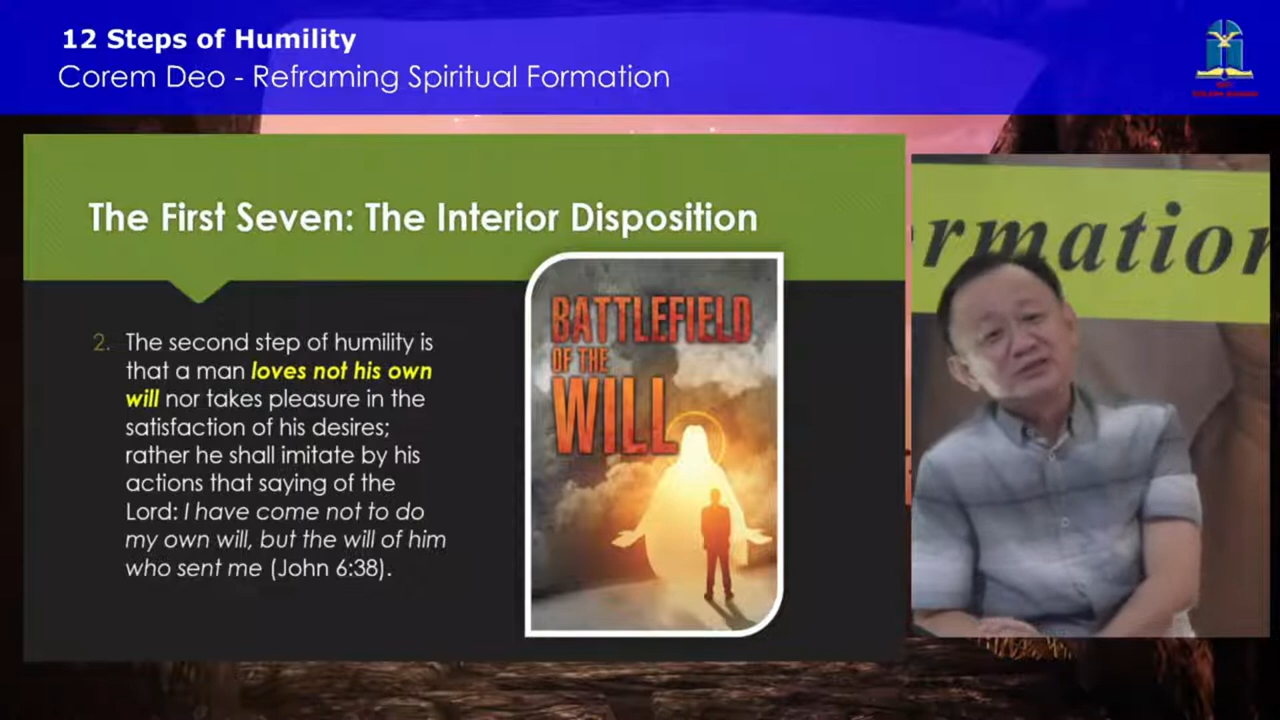 12 Steps of Humility
Corem Deo - Reframing Spiritual Formation
The First Seven: The Interior Disposition
2. The second step of humility is
that a man loves not his own
will nor takes pleasure in the
satisfaction of his desires;
rather he shall imitate by his
actions that saying of the
Lord: I have come not to do
my own will, but the will of him
who sent me (John 6:38).
BATTLEFIELD
OF THE
WILL
rmation